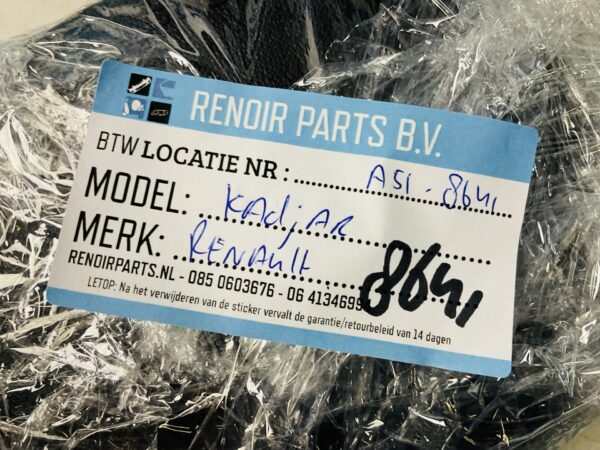 RENOIR PARTS B.V.
BTW LOCATIE NR : A51 - 8641
MODEL: KAdjAR
MERK: RENAULT
RENOIRPARTS.NL - 085 0603676 - 06 4134699
8641
LETOP: Na het verwijderen van de sticker vervalt de garantie/retourbeleid van 14 dagen